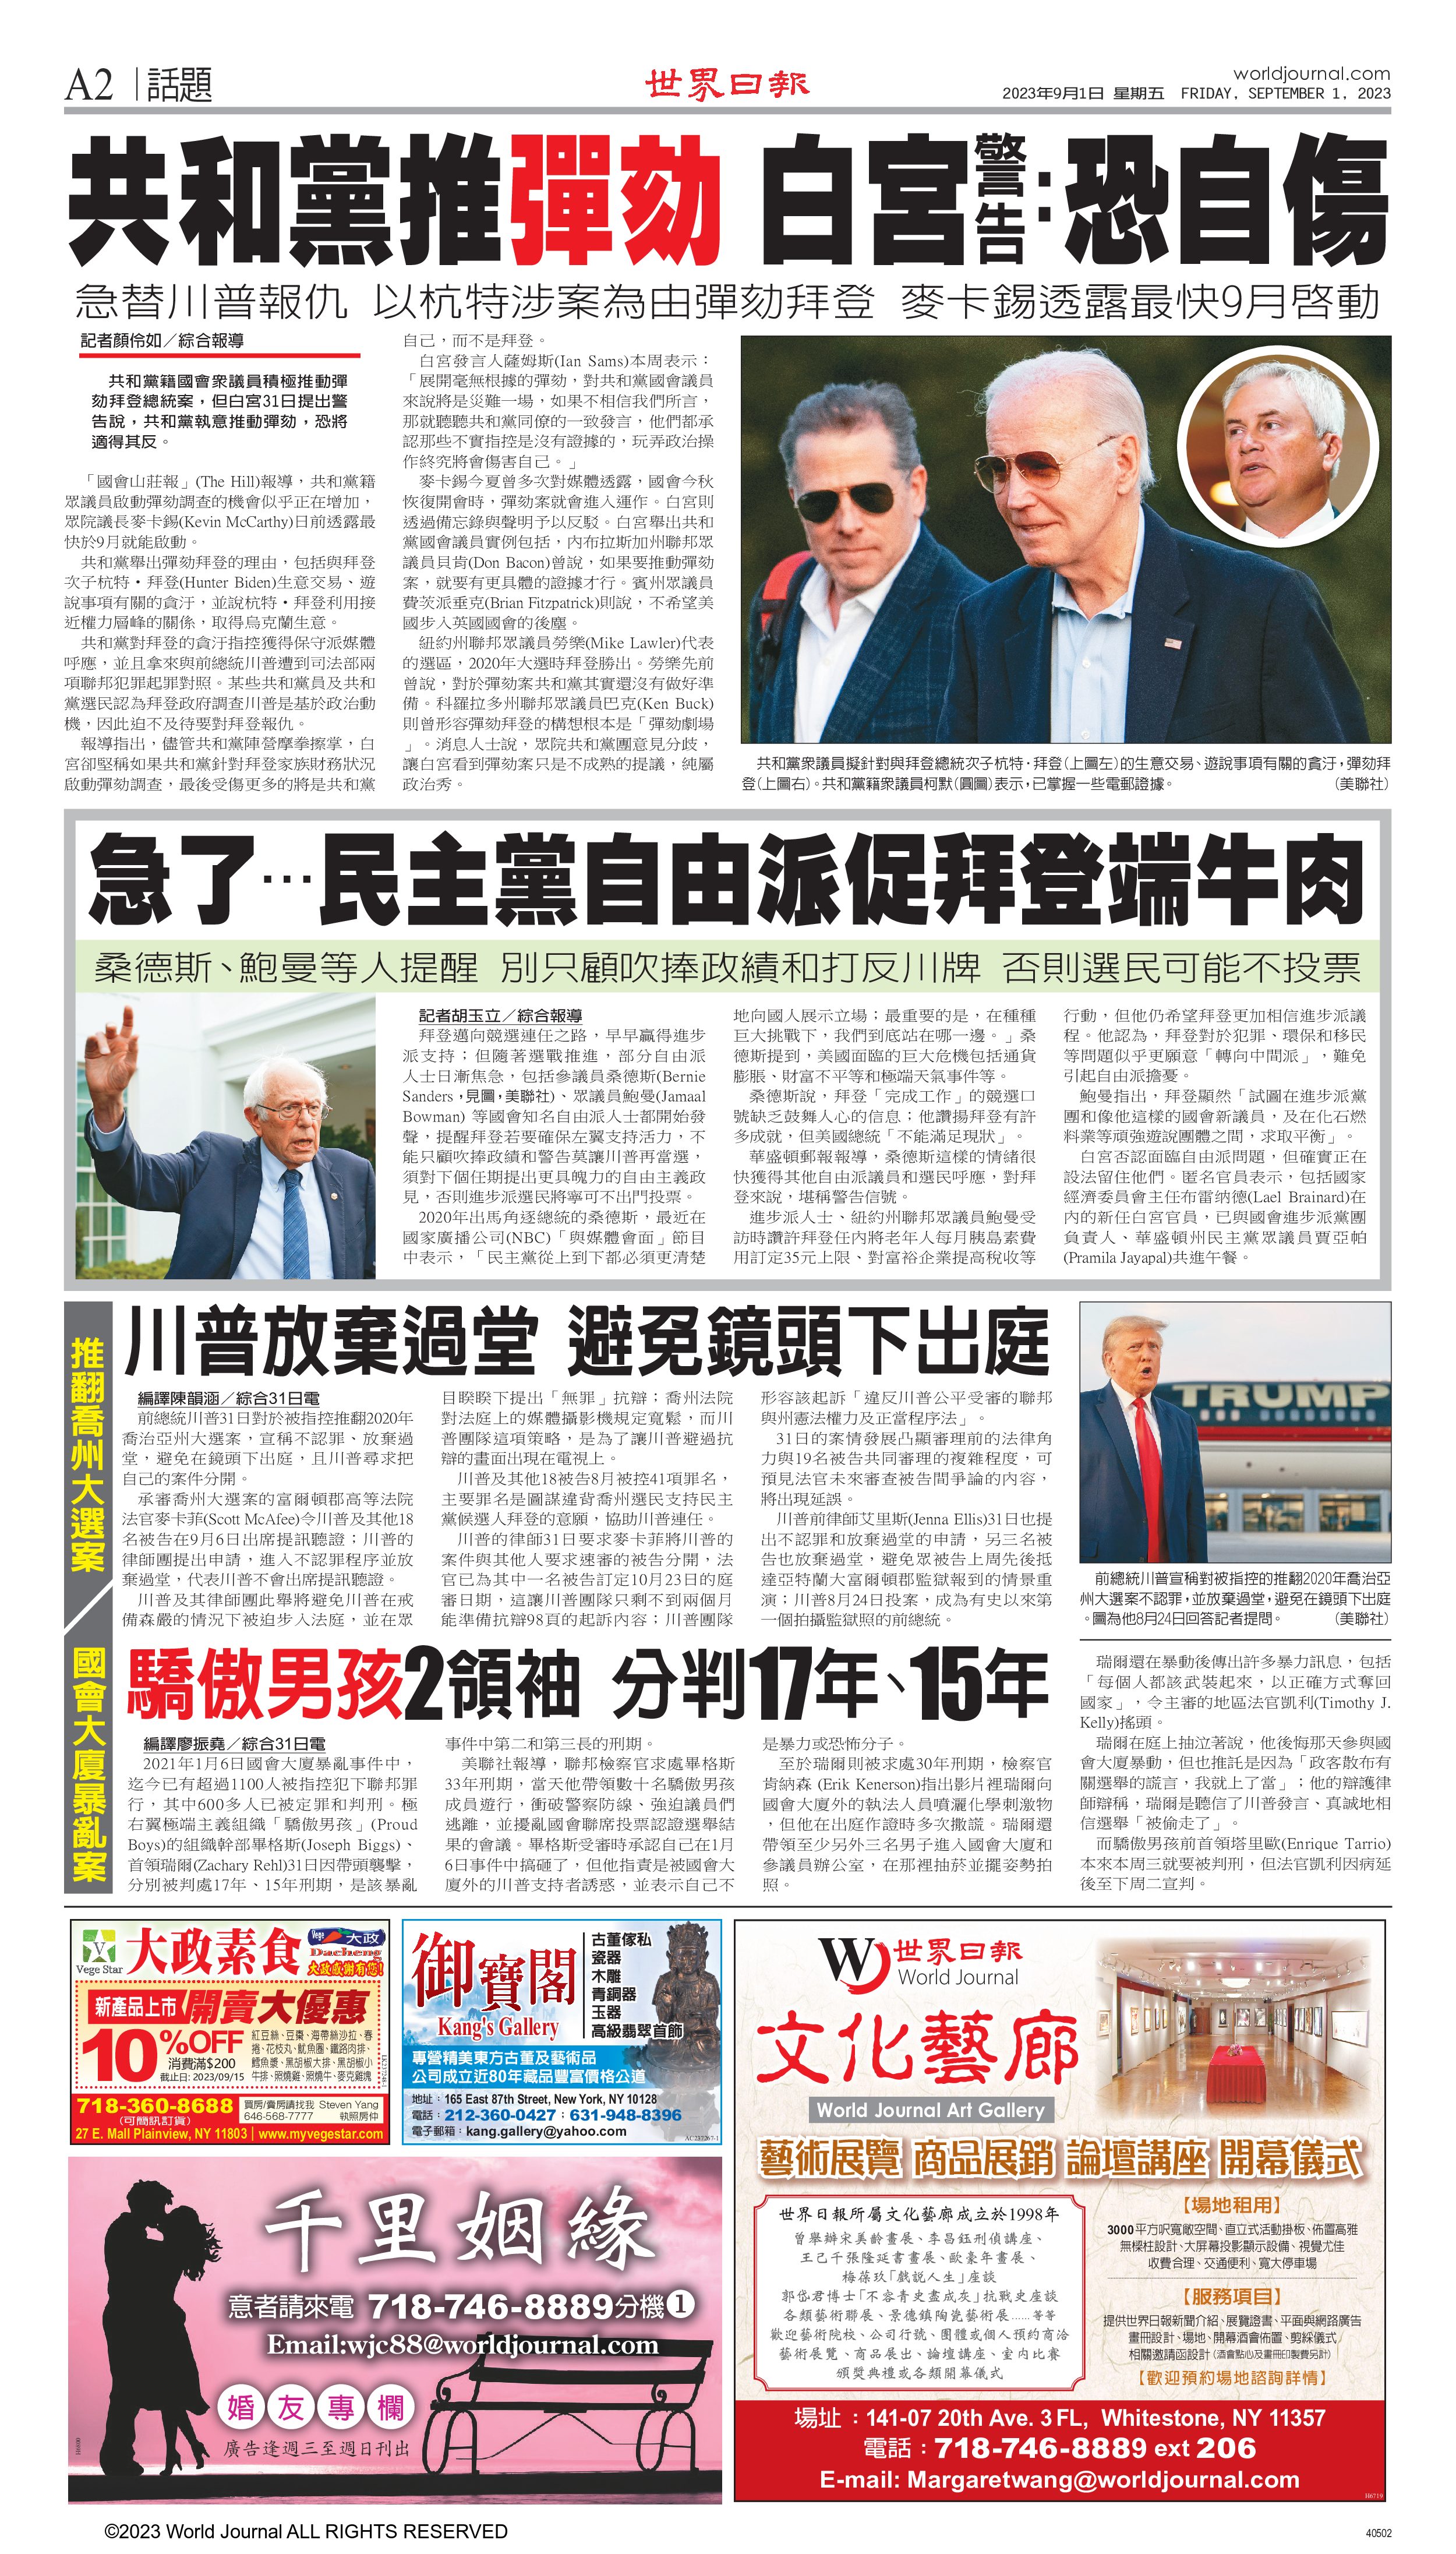 A2 話題
世界日報
worldjournal.com
2023年9月1日 星期五 FRIDAY, SEPTEMBER 1, 2023
共和黨推彈劾 白宮警告:恐自傷
急替川普報仇 以杭特涉案為由彈劾拜登 麥卡錫透露最快9月啓動
記者顏伶如／綜合報導
共和黨籍國會眾議員積極推動彈
劾拜登總統案，但白宮31日提出警
告說，共和黨執意推動彈劾，恐將
適得其反。
「國會山莊報」(The Hill)報導，共和黨籍
眾議員啟動彈劾調查的機會似乎正在增加，
眾院議長麥卡錫(Kevin McCarthy)日前透露最
快於9月就能啟動。
共和黨舉出彈劾拜登的理由，包括與拜登
次子杭特・拜登(Hunter Biden)生意交易、遊
說事項有關的貪汙，並說杭特・拜登利用接
近權力層峰的關係，取得烏克蘭生意。
共和黨對拜登的貪汙指控獲得保守派媒體
呼應，並且拿來與前總統川普遭到司法部兩
項聯邦犯罪起罪對照。某些共和黨員及共和
黨選民認為拜登政府調查川普是基於政治動
機，因此迫不及待要對拜登報仇。
報導指出，儘管共和黨陣營摩拳擦掌，白
宮卻堅稱如果共和黨針對拜登家族財務狀況
啟動彈劾調查，最後受傷更多的將是共和黨
自己，而不是拜登。
白宮發言人薩姆斯(Ian Sams)本周表示：
「展開毫無根據的彈劾，對共和黨國會議員
來說將是災難一場，如果不相信我們所言，
那就聽聽共和黨同僚的一致發言，他們都承
認那些不實指控是沒有證據的，玩弄政治操
作終究將會傷害自己。」
麥卡錫今夏曾多次對媒體透露，國會今秋
恢復開會時，彈劾案就會進入運作。白宮則
透過備忘錄與聲明予以反駁。白宮舉出共和
黨國會議員實例包括，內布拉斯加州聯邦眾
議員貝肯(Don Bacon)曾說，如果要推動彈劾
案，就要有更具體的證據才行。賓州眾議員
費茨派垂克(Brian Fitzpatrick)則說，不希望美
國步入英國國會的後塵。
紐約州聯邦眾議員勞樂(Mike Lawler)代表
的選區，2020年大選時拜登勝出。勞樂先前
曾說，對於彈劾案共和黨其實還沒有做好準
備。科羅拉多州聯邦眾議員巴克(Ken Buck)
則曾形容彈劾拜登的構想根本是「彈劾劇場
」。消息人士說，眾院共和黨團意見分歧，
讓白宮看到彈劾案只是不成熟的提議，純屬
政治秀。
共和黨眾議員擬針對與拜登總統次子杭特・拜登(上圖左)的生意交易、遊說事項有關的貪汙，彈劾拜
登(上圖右)。共和黨籍眾議員柯默(圓圖)表示，已掌握一些電郵證據。 (美聯社)
急了…民主黨自由派促拜登端牛肉
桑德斯、鮑曼等人提醒 別只顧吹捧政績和打反川牌 否則選民可能不投票
記者胡玉立／綜合報導
拜登邁向競選連任之路，早早贏得進步
派支持；但隨著選戰推進，部分自由派
人士日漸焦急，包括參議員桑德斯(Bernie
Sanders，見圖，美聯社)、眾議員鮑曼(Jamaal
Bowman) 等國會知名自由派人士都開始發
聲，提醒拜登若要確保左翼支持活力，不
能只顧吹捧政績和警告莫讓川普再當選，
須對下個任期提出更具魄力的自由主義政
見，否則進步派選民將寧可不出門投票。
2020年出馬角逐總統的桑德斯，最近在
國家廣播公司(NBC)「與媒體會面」節目
中表示，「民主黨從上到下都必須更清楚
地向國人展示立場；最重要的是，在種種
巨大挑戰下，我們到底站在哪一邊。」桑
德斯提到，美國面臨的巨大危機包括通貨
膨脹、財富不平等和極端天氣事件等。
桑德斯說，拜登「完成工作」的競選口
號缺乏鼓舞人心的信息；他讚揚拜登有許
多成就，但美國總統「不能滿足現狀」。
華盛頓郵報報導，桑德斯這樣的情緒很
快獲得其他自由派議員和選民呼應，對拜
登來說，堪稱警告信號。
進步派人士、紐約州聯邦眾議員鮑曼受
訪時讚許拜登任內將老年人每月胰島素費
用訂定35元上限、對富裕企業提高稅收等
行動，但他仍希望拜登更加相信進步派議
程。他認為，拜登對於犯罪、環保和移民
等問題似乎更願意「轉向中間派」，難免
引起自由派擔憂。
鮑曼指出，拜登顯然「試圖在進步派黨
團和像他這樣的國會新議員，及在化石燃
料業等頑強遊說團體之間，求取平衡」。
白宮否認面臨自由派問題，但確實正在
設法留住他們。匿名官員表示，包括國家
經濟委員會主任布雷納德(Lael Brainard)在
內的新任白宮官員，已與國會進步派黨團
負責人、華盛頓州民主黨眾議員賈亞帕
(Pramila Jayapal)共進午餐。
推翻喬州大選案／國會大廈暴亂案
川普放棄過堂 避免鏡頭下出庭
編譯陳韻涵／綜合31日電
前總統川普31日對於被指控推翻2020年
喬治亞州大選案，宣稱不認罪、放棄過
堂，避免在鏡頭下出庭，且川普尋求把
自己的案件分開。
承審喬州大選案的富爾頓郡高等法院
法官麥卡菲(Scott McAfee)令川普及其他18
名被告在9月6日出席提訊聽證；川普的
律師團提出申請，進入不認罪程序並放
棄過堂，代表川普不會出席提訊聽證。
川普及其律師團此舉將避免川普在戒
備森嚴的情況下被迫步入法庭，並在眾
目睽睽下提出「無罪」抗辯；喬州法院
對法庭上的媒體攝影機規定寬鬆，而川
普團隊這項策略，是為了讓川普避過抗
辯的畫面出現在電視上。
川普及其他18被告8月被控41項罪名，
主要罪名是圖謀違背喬州選民支持民主
黨候選人拜登的意願，協助川普連任。
川普的律師31日要求麥卡菲將川普的
案件與其他人要求速審的被告分開，法
官已為其中一名被告訂定10月23日的庭
審日期，這讓川普團隊只剩不到兩個月
能準備抗辯98頁的起訴內容；川普團隊
形容該起訴「違反川普公平受審的聯邦
與州憲法權力及正當程序法」。
31日的案情發展凸顯審理前的法律角
力與19名被告共同審理的複雜程度，可
預見法官未來審查被告間爭論的內容，
將出現延誤。
川普前律師艾里斯(Jenna Ellis)31日也提
出不認罪和放棄過堂的申請，另三名被
告也放棄過堂，避免眾被告上周先後抵
達亞特蘭大富爾頓郡監獄報到的情景重
演；川普8月24日投案，成為有史以來第
一個拍攝監獄照的前總統。
TRUMP
前總統川普宣稱對被指控的推翻2020年喬治亞
州大選案不認罪，並放棄過堂，避免在鏡頭下出庭
。圖為他8月24日回答記者提問。 (美聯社)
驕傲男孩2領袖 分判17年、15年
編譯廖振堯／綜合31日電
2021年1月6日國會大廈暴亂事件中，
迄今已有超過1100人被指控犯下聯邦罪
行，其中600多人已被定罪和判刑。極
右翼極端主義組織「驕傲男孩」(Proud
Boys)的組織幹部畢格斯(Joseph Biggs)、
首領瑞爾(Zachary Rehl)31日因帶頭襲擊，
分別被判處17年、15年刑期，是該暴亂
事件中第二和第三長的刑期。
美聯社報導，聯邦檢察官求處畢格斯
33年刑期，當天他帶領數十名驕傲男孩
成員遊行，衝破警察防線、強迫議員們
逃離，並擾亂國會聯席投票認證選舉結
果的會議。畢格斯受審時承認自己在1月
6日事件中搞砸了，但他指責是被國會大
廈外的川普支持者誘惑，並表示自己不
是暴力或恐怖分子。
至於瑞爾則被求處30年刑期，檢察官
肯納森 (Erik Kenerson)指出影片裡瑞爾向
國會大廈外的執法人員噴灑化學刺激物
，但他在出庭作證時多次撒謊。瑞爾還
帶領至少另外三名男子進入國會大廈和
參議員辦公室，在那裡抽菸並擺姿勢拍
照。
瑞爾還在暴動後傳出許多暴力訊息，包括
「每個人都該武裝起來，以正確方式奪回
國家」，令主審的地區法官凱利(Timothy J.
Kelly)搖頭。
瑞爾在庭上抽泣著說，他後悔那天參與國
會大廈暴動，但也推託是因為「政客散布有
關選舉的謊言，我就上了當」；他的辯護律
師辯稱，瑞爾是聽信了川普發言、真誠地相
信選舉「被偷走了」。
而驕傲男孩前首領塔里歐(Enrique Tarrio)
本來本周三就要被判刑，但法官凱利因病延
後至下周二宣判。
Vege Star
大政素食
Vege 大政
Dacheng
大政感謝有您!
新產品上市 開賣大優惠
10%OFF
消費滿$200
截止日: 2023/09/15
紅豆絲、豆棗、海帶絲沙拉、春
捲、花枝丸、魷魚圈、鐵路肉排、
鱈魚漿、黑胡椒大排、黑胡椒小
牛排、照燒雞、照燒牛、麥克雞塊
718-360-8688
(可簡訊訂貨)
買房/賣房請找我 Steven Yang
646-568-7777 執照房仲
27 E. Mall Plainview, NY 11803 | www.myvegestar.com
御寶閣
Kang's Gallery
古董傢私
瓷器
木雕
青銅器
玉器
高級翡翠首飾
專營精美東方古董及藝術品
公司成立近80年藏品豐富價格公道
地址：165 East 87th Street, New York, NY 10128
電話：212-360-0427；631-948-8396
電子郵箱：kang.gallery@yahoo.com
千里姻緣
意者請來電 718-746-8889分機1
Email:wjc88@worldjournal.com
婚友專欄
廣告逢週三至週日刊出
W 世界日報
World Journal
文化藝廊
World Journal Art Gallery
藝術展覽 商品展銷 論壇講座 開幕儀式
世界日報所屬文化藝廊成立於1998年
曾舉辦宋美齡畫展、李昌鈺刑偵講座、
王己千張隆延書畫展、歐豪年畫展、
梅葆玖「戲說人生」座談
郭岱君博士「不容青史盡成灰」抗戰史座談
各類藝術聯展、景德鎮陶瓷藝術展……等等
歡迎藝術院校、公司行號、團體或個人預約商洽
藝術展覽、商品展出、論壇講座、室內比賽
頒獎典禮或各類開幕儀式
【場地租用】
3000平方呎寬敞空間、直立式活動掛板、佈置高雅
無樑柱設計、大屏幕投影顯示設備、視覺尤佳
收費合理、交通便利、寬大停車場
【服務項目】
提供世界日報新聞介紹、展覽證書、平面與網路廣告
畫冊設計、場地、開幕酒會佈置、剪綵儀式
相關邀請函設計 (酒會點心及畫冊印製費另計)
【歡迎預約場地諮詢詳情】
場址：141-07 20th Ave. 3 FL, Whitestone, NY 11357
電話：718-746-8889 ext 206
E-mail: Margaretwang@worldjournal.com
©2023 World Journal ALL RIGHTS RESERVED
40502